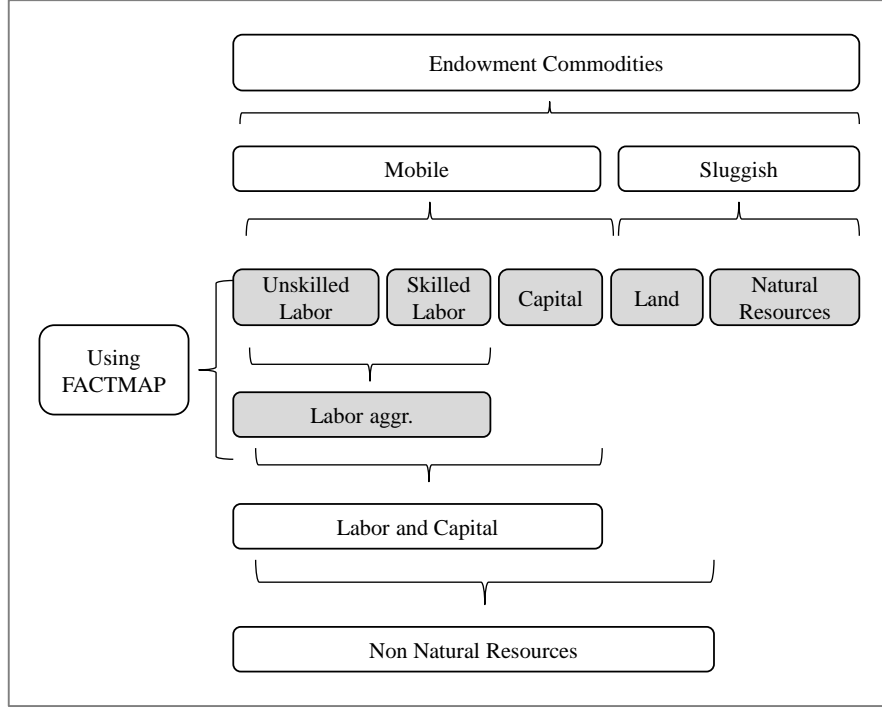 Endowment Commodities
Mobile
Sluggish
Unskilled
Labor
Skilled
Labor
Capital
Land
Natural
Resources
Using
FACTMAP
Labor aggr.
Labor and Capital
Non Natural Resources